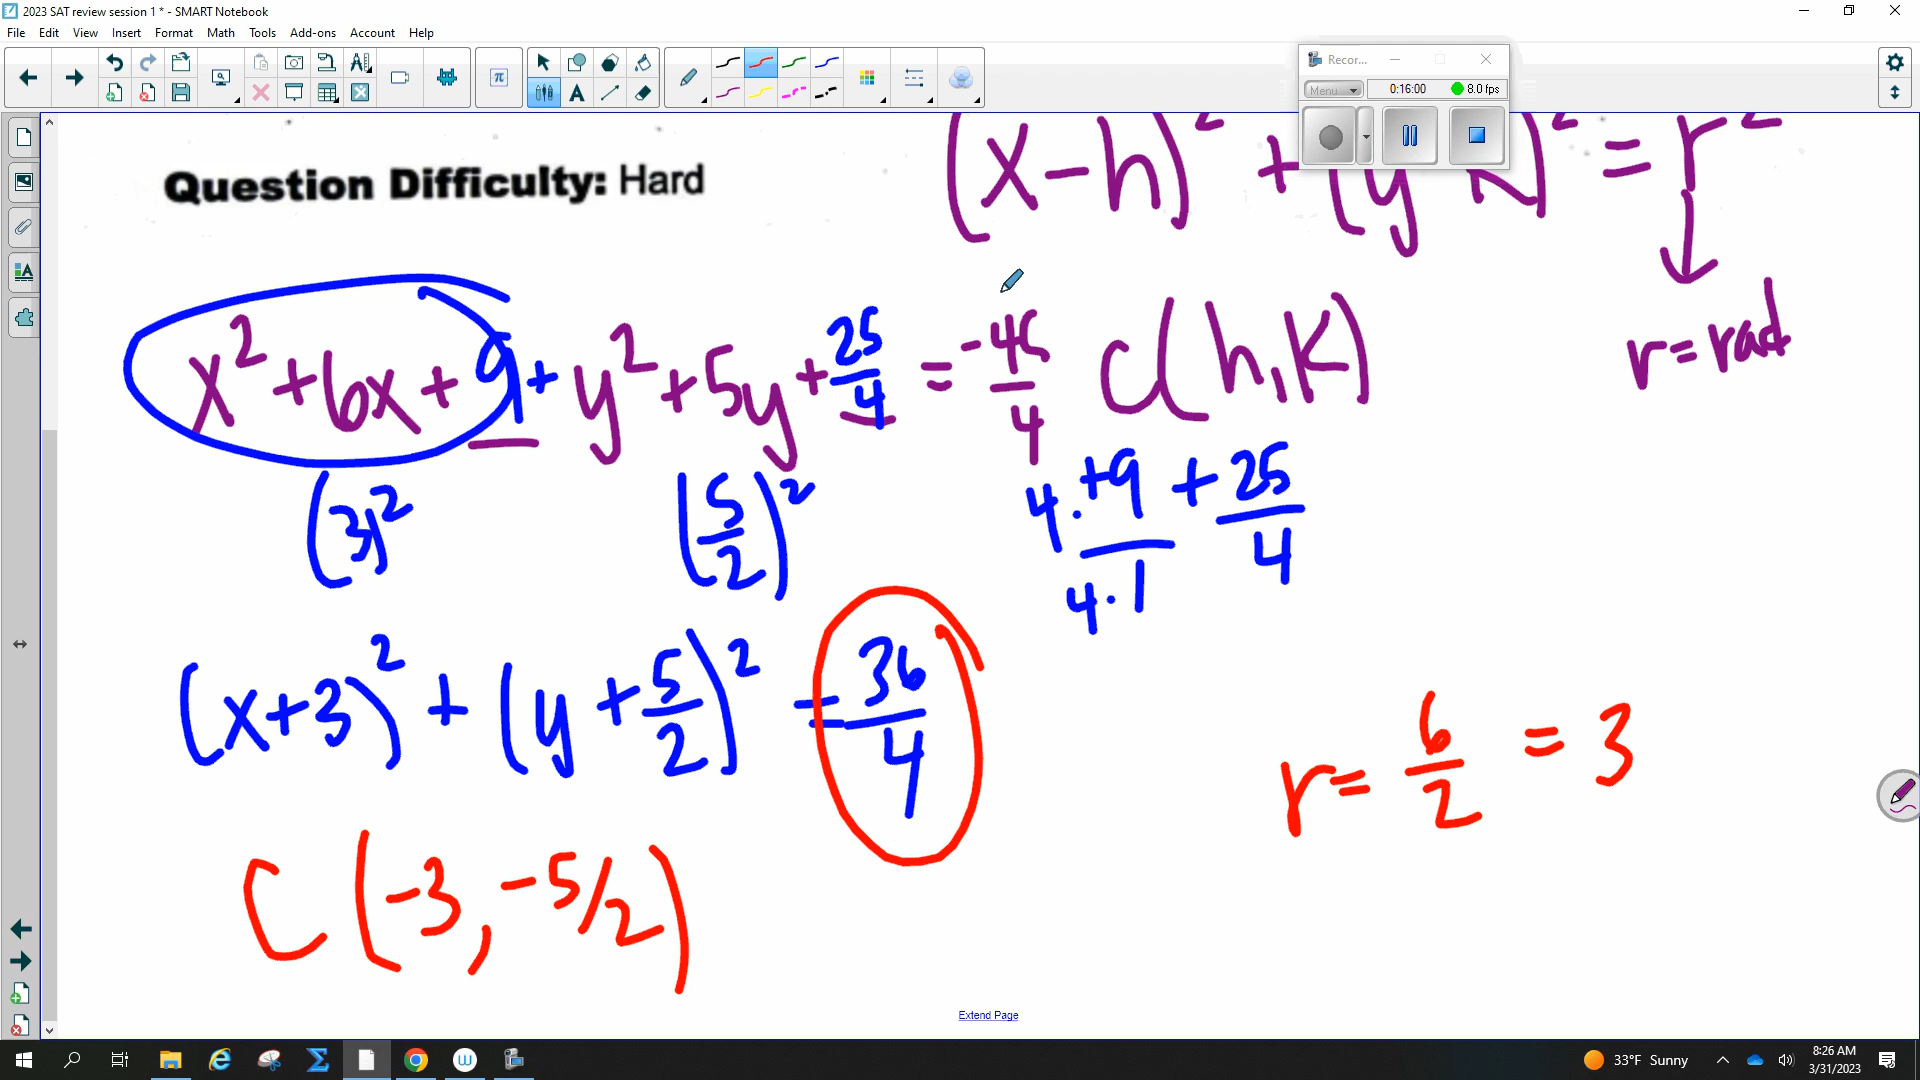 2023 SAT review session 1 * - SMART Notebook
File Edit View Insert Format Math Tools Add-ons Account Help
Recor...
Menu 0:16:00 8.0 fps
Question Difficulty: Hard
(x-h)² + (y )² = r²
r=rad
x²+6x+9+y²+5y+25/4 = /4 C(h,k)
(3)² (5/2)² 4·+9/4·1 + 25/4
(x+3)² + (y+5/2)² = 36/4
r= 6/2 = 3
C(-3, -5/2)
Extend Page
33°F Sunny
8:26 AM
3/31/2023